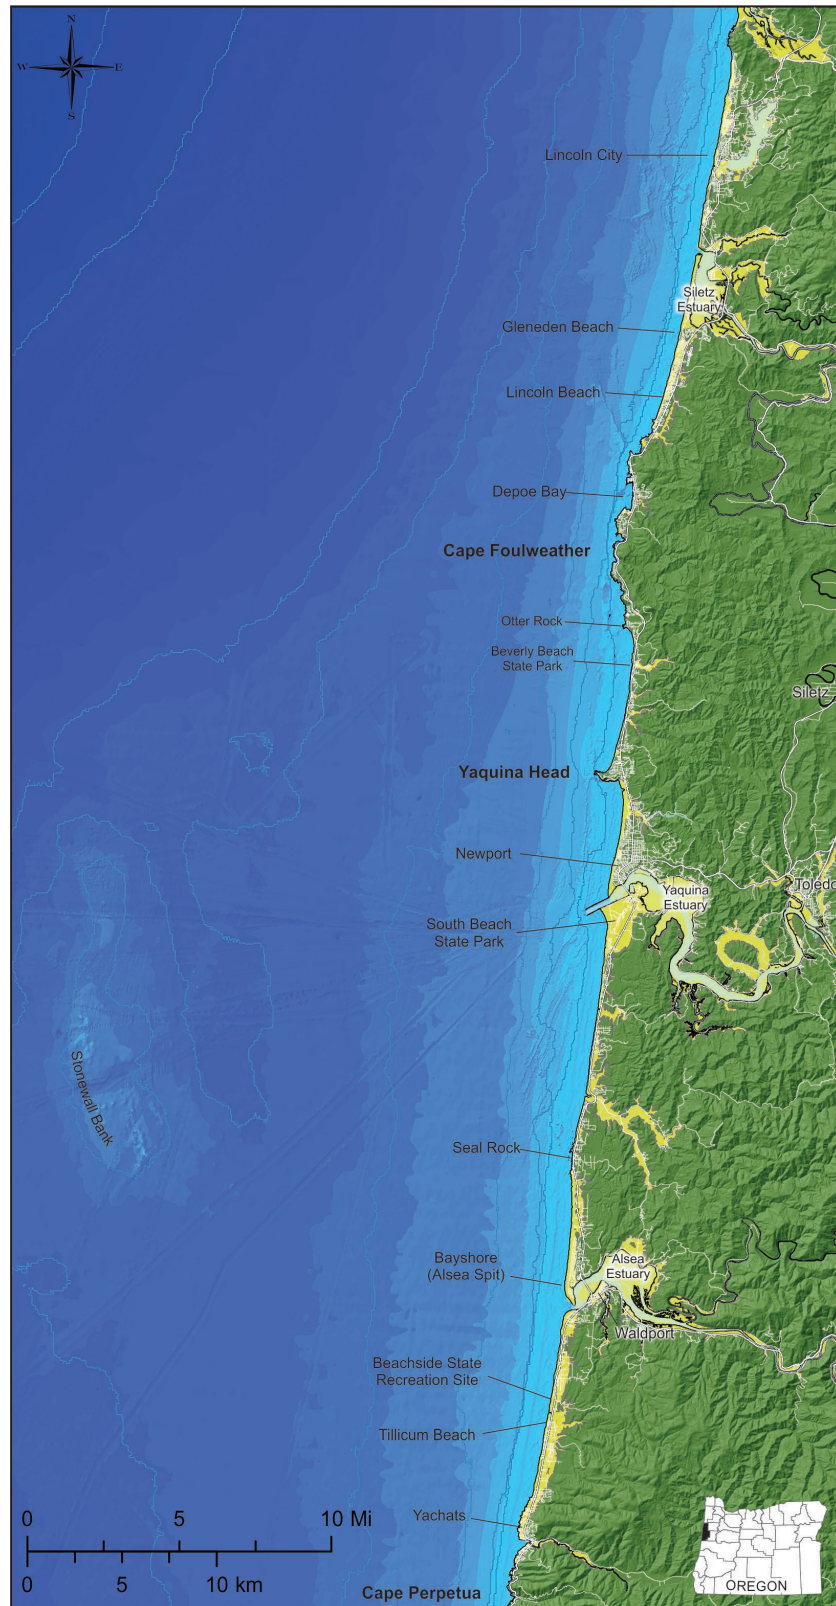 N
W E
S
Lincoln City
Siletz
Estuary
Gleneden Beach
Lincoln Beach
Depoe Bay
Cape Foulweather
Otter Rock
Beverly Beach
State Park
Siletz
Yaquina Head
Newport
Toledo
Yaquina
Estuary
South Beach
State Park
Stonewall Bank
Seal Rock
Bayshore
(Alsea Spit)
Alsea
Estuary
Waldport
Beachside State
Recreation Site
Tillicum Beach
Yachats
0 5 10 Mi
0 5 10 km
OREGON
Cape Perpetua